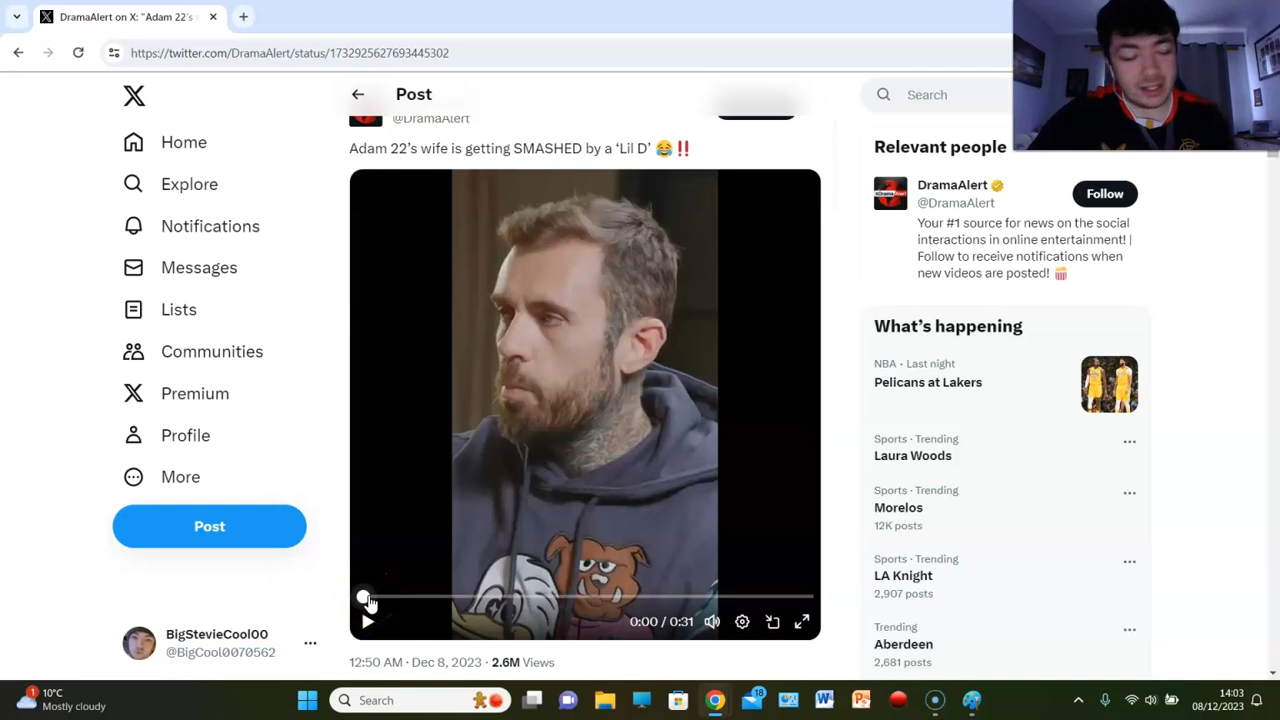 DramaAlert on X: "Adam 22's
https://twitter.com/DramaAlert/status/1732925627693445302
Home
Explore
Notifications
Messages
Lists
Communities
Premium
Profile
More
Post
BigStevieCool00
@BigCool0070562
Post
@DramaAlert
Adam 22's wife is getting SMASHED by a 'Lil D' 😂‼️
0:00 / 0:31
12:50 AM · Dec 8, 2023 · 2.6M Views
Search
Relevant people
DramaAlert
@DramaAlert
Follow
Your #1 source for news on the social
interactions in online entertainment! |
Follow to receive notifications when
new videos are posted! 🍿
What's happening
NBA · Last night
Pelicans at Lakers
Sports · Trending
Laura Woods
Sports · Trending
Morelos
12K posts
Sports · Trending
LA Knight
2,907 posts
Trending
Aberdeen
2,681 posts
1
10°C
Mostly cloudy
Search
18
14:03
08/12/2023